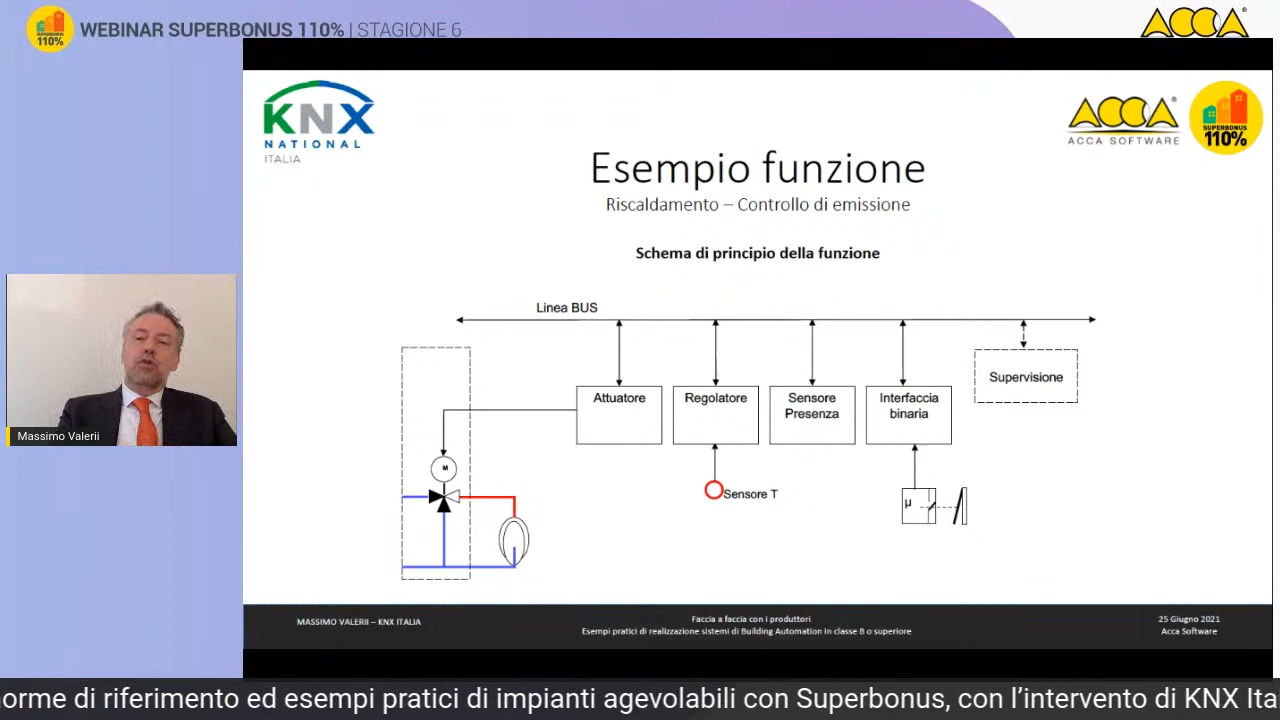 SUPERBONUS
110%
WEBINAR SUPERBONUS 110% | STAGIONE 6
ACCA
KNX
NATIONAL
ITALIA
ACCA
ACCA SOFTWARE
SUPERBONUS
110%
Esempio funzione
Riscaldamento – Controllo di emissione
Schema di principio della funzione
Linea BUS
Attuatore
Regolatore
Sensore
Presenza
Interfaccia
binaria
Supervisione
M
Sensore T
μ
Massimo Valerii
MASSIMO VALERII – KNX ITALIA
Faccia a faccia con i produttori
Esempi pratici di realizzazione sistemi di Building Automation in classe B o superiore
25 Giugno 2021
Acca Software
norme di riferimento ed esempi pratici di impianti agevolabili con Superbonus, con l’intervento di KNX Ita